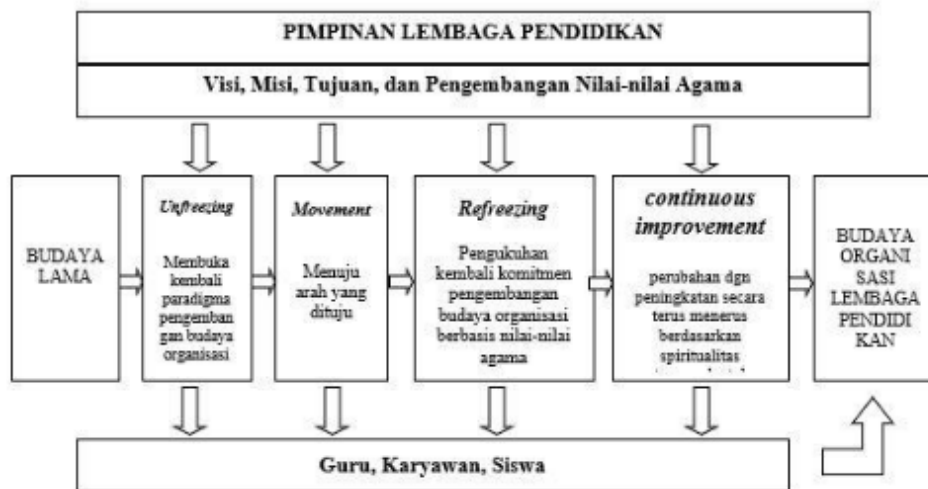 PIMPINAN LEMBAGA PENDIDIKAN
Visi, Misi, Tujuan, dan Pengembangan Nilai-nilai Agama
BUDAYA
LAMA
Unfreezing
Membuka
kembali
paradigma
pengemban
gan budaya
organisasi
Movement
Menuju
arah yang
dituju
Refreezing
Pengukuhan
kembali komitmen
pengembangan
budaya organisasi
berbasis nilai-nilai
agama
continuous
improvement
perubahan dgn
peningkatan secara
terus menerus
berdasarkan
spiritualitas
BUDAYA
ORGANI
SASI
LEMBAGA
PENDIDI
KAN
Guru, Karyawan, Siswa